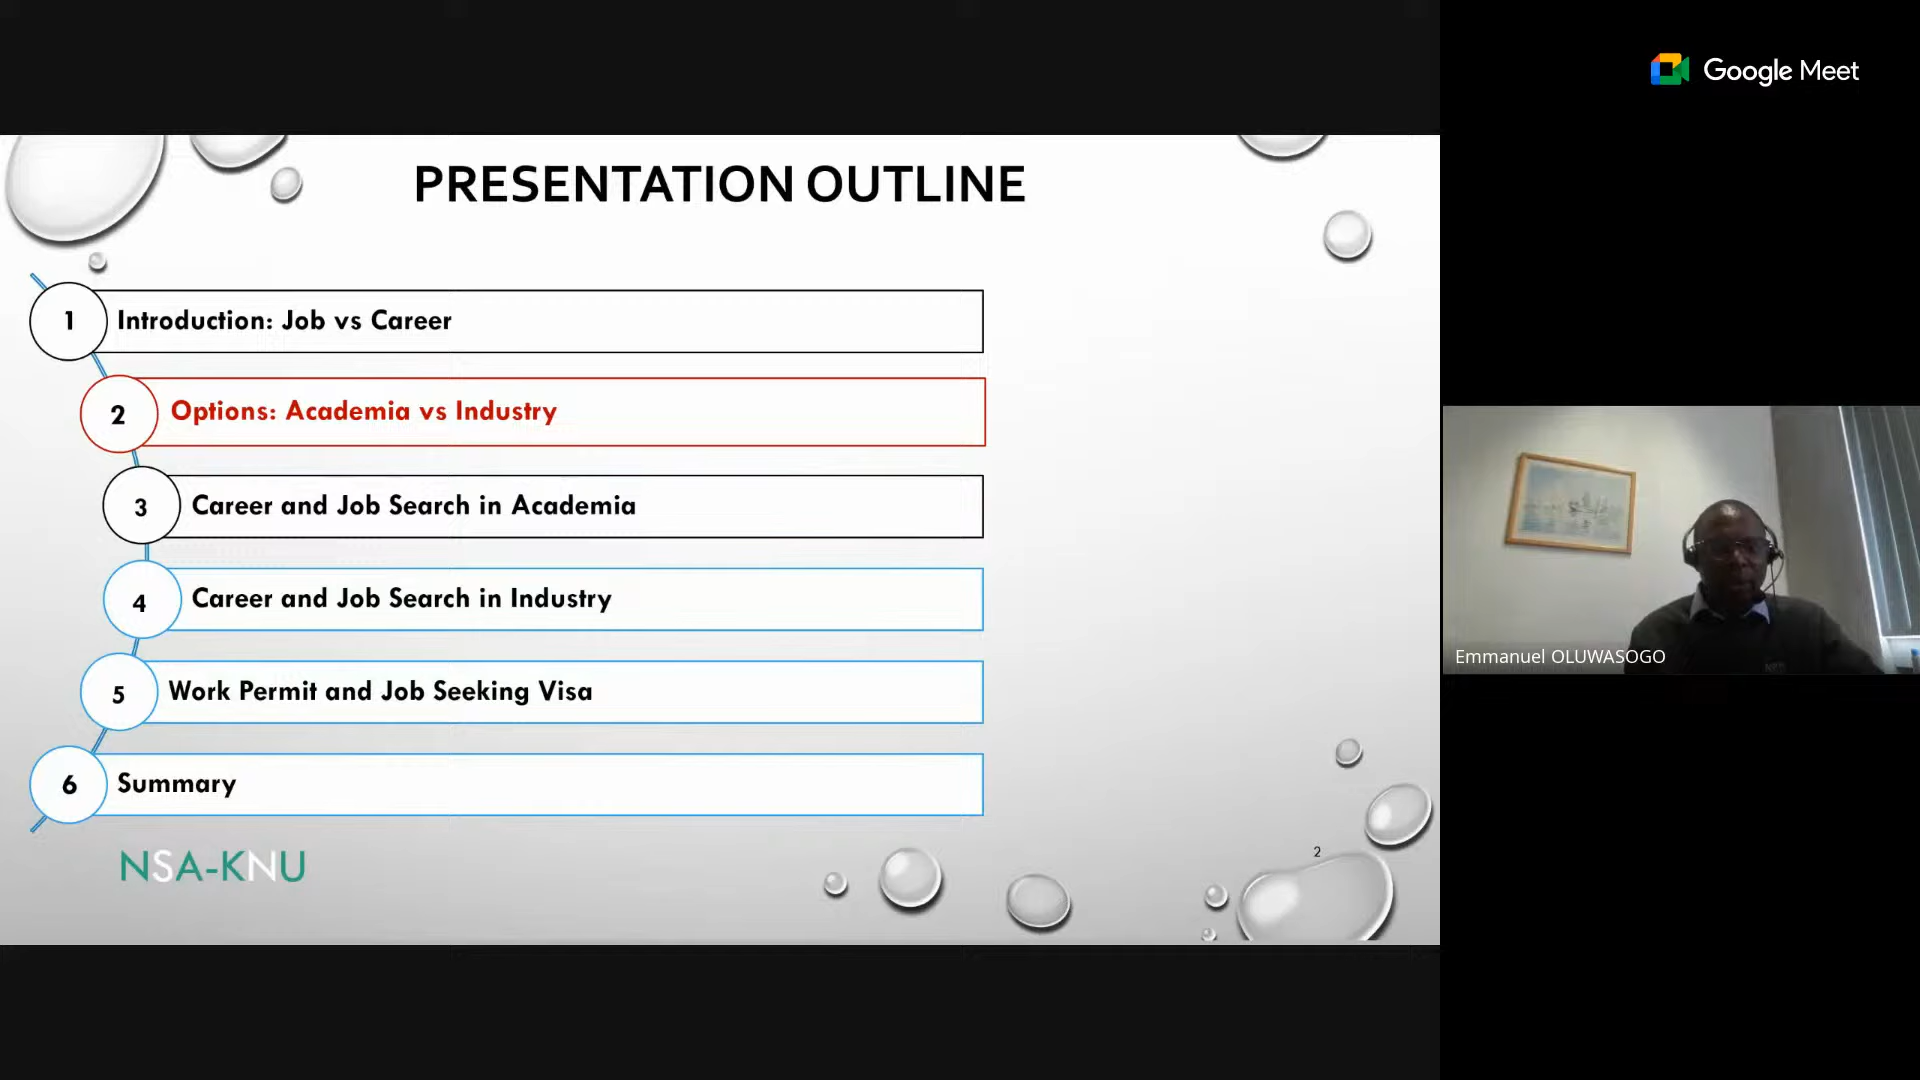 Google Meet
PRESENTATION OUTLINE
1 Introduction: Job vs Career
2 Options: Academia vs Industry
3 Career and Job Search in Academia
4 Career and Job Search in Industry
5 Work Permit and Job Seeking Visa
6 Summary
NSA-KNU
2
Emmanuel OLUWASOGO